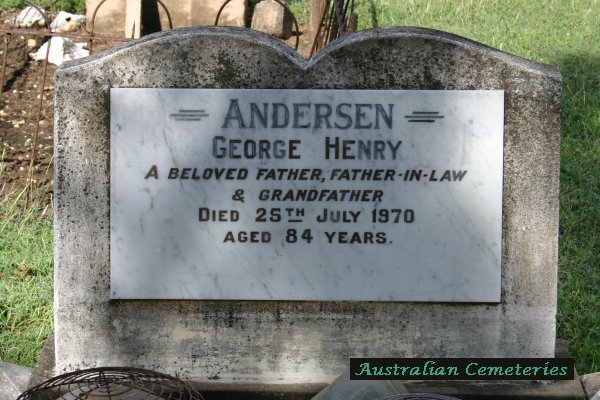 = ANDERSEN =
GEORGE HENRY
A BELOVED FATHER, FATHER-IN-LAW
& GRANDFATHER
DIED 25TH JULY 1970
AGED 84 YEARS.
Australian Cemeteries